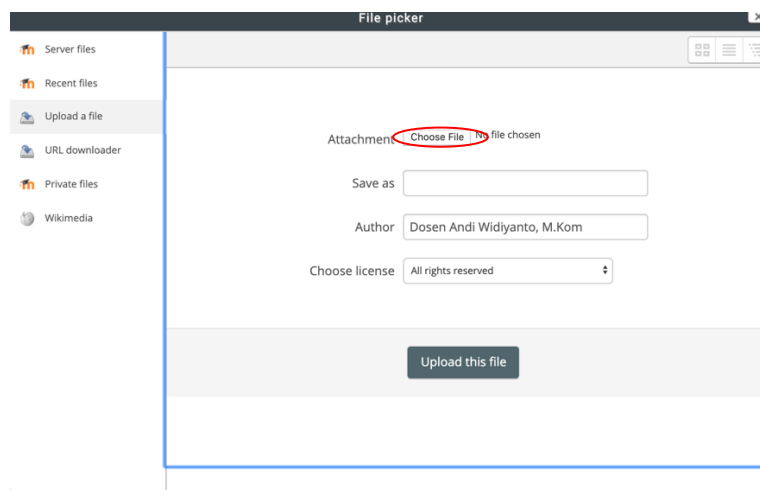 File picker
Server files
Recent files
Upload a file
URL downloader
Private files
Wikimedia
Attachment Choose File No file chosen
Save as
Author Dosen Andi Widiyanto, M.Kom
Choose license All rights reserved
Upload this file